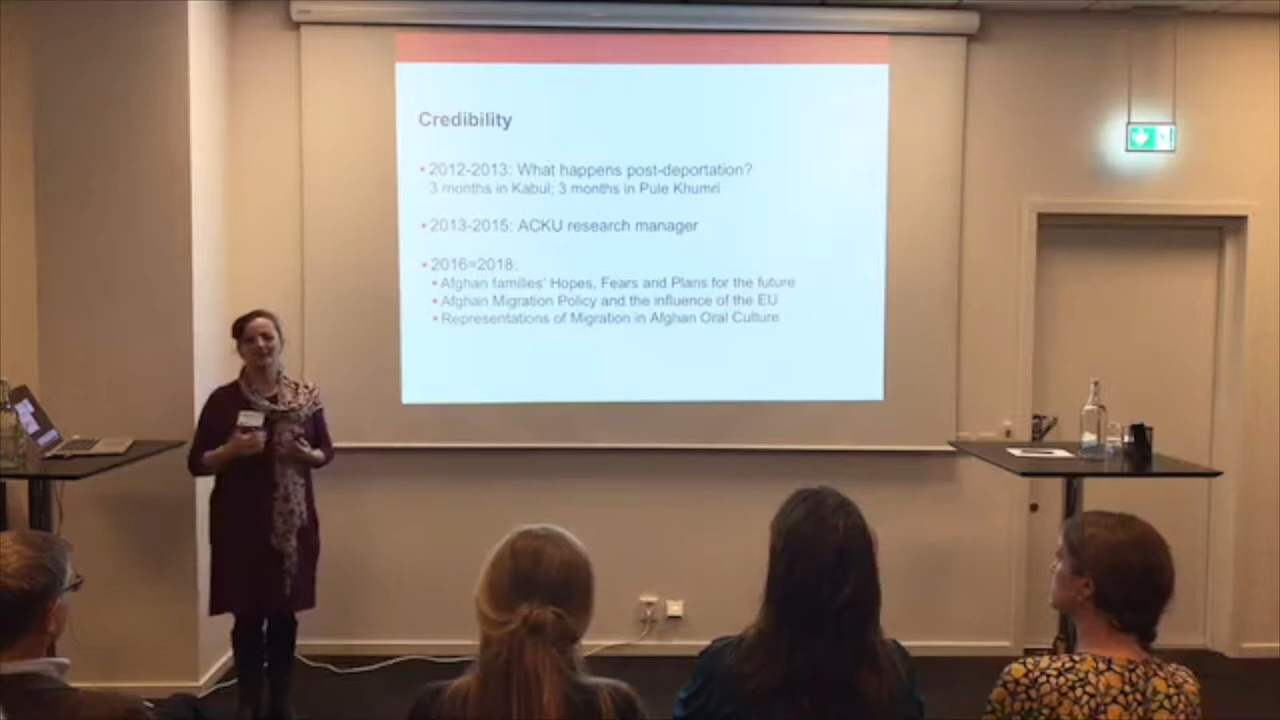 Credibility
• 2012-2013: What happens post-deportation?
3 months in Kabul; 3 months in Pule Khumri
• 2013-2015: ACKU research manager
• 2016=2018:
• Afghan families' Hopes, Fears and Plans for the future
• Afghan Migration Policy and the influence of the EU
• Representations of Migration in Afghan Oral Culture